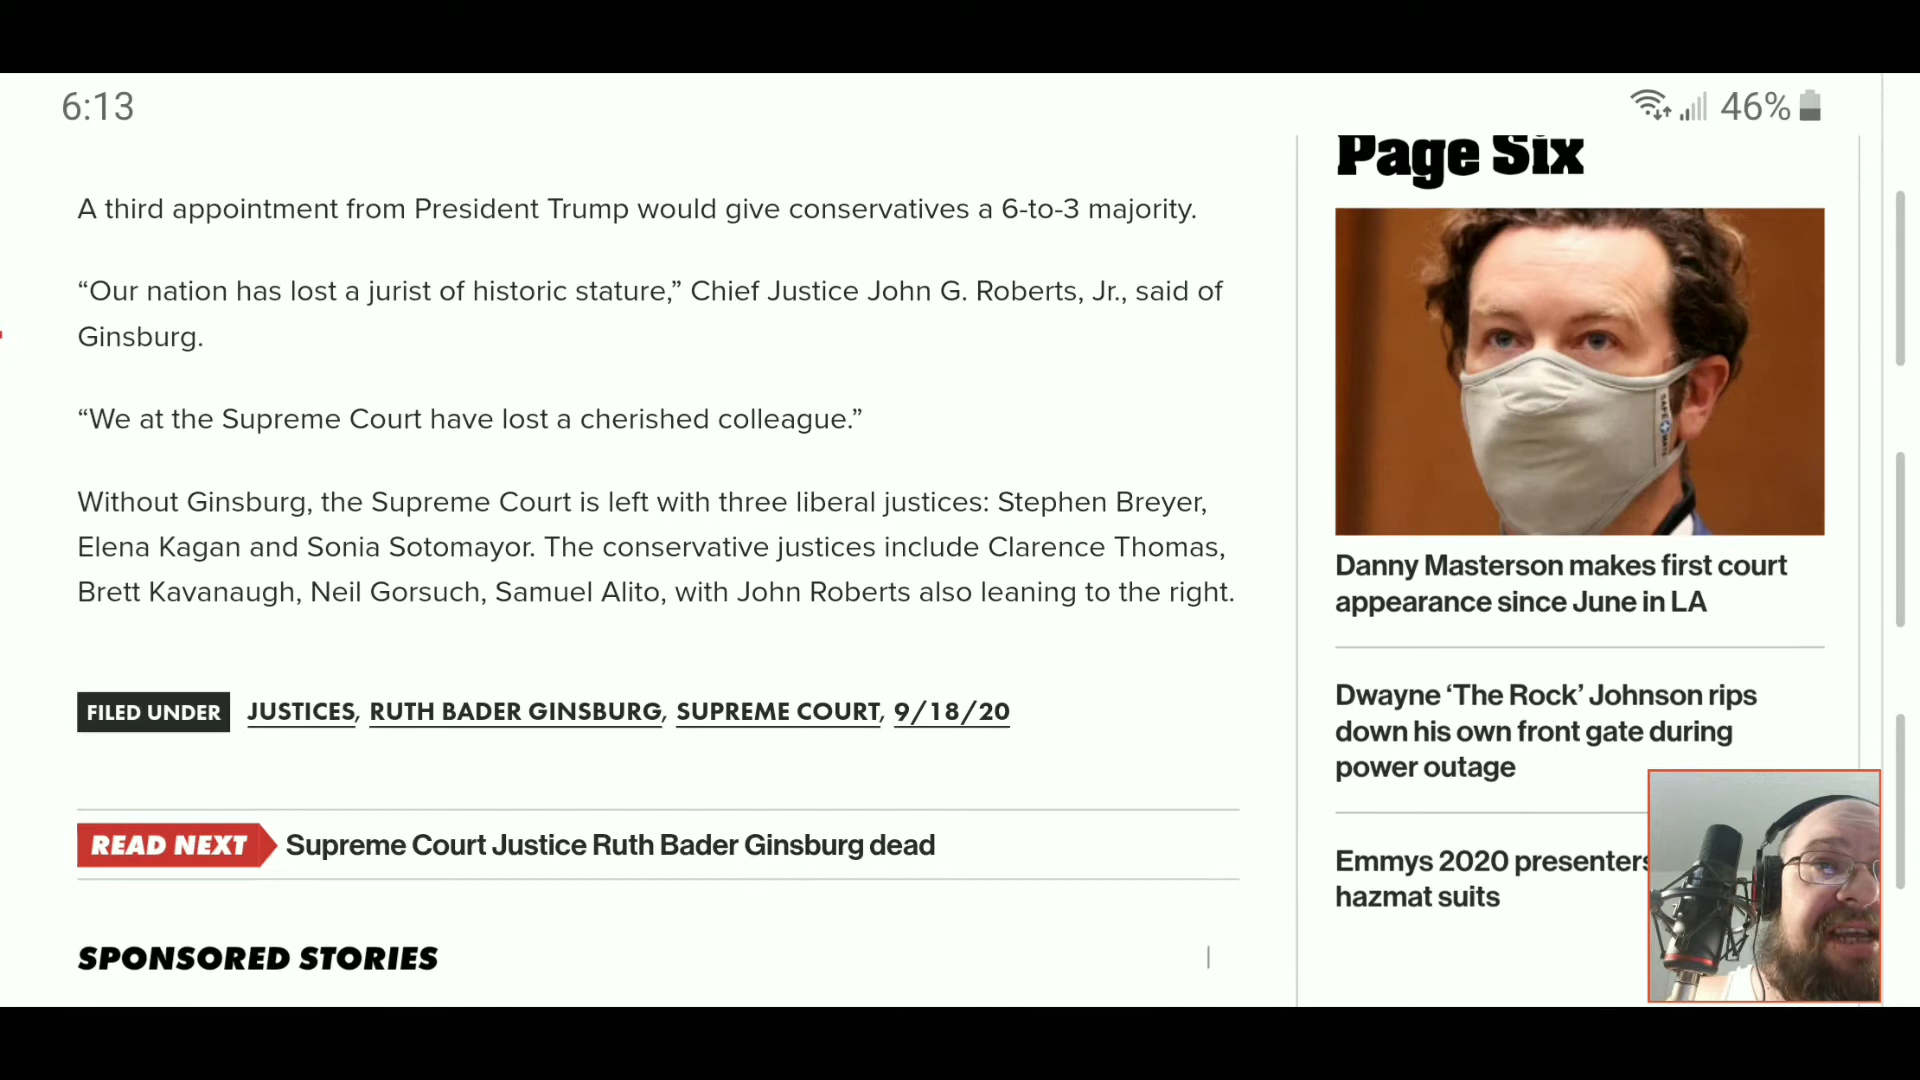 6:13
46%
A third appointment from President Trump would give conservatives a 6-to-3 majority.
“Our nation has lost a jurist of historic stature,” Chief Justice John G. Roberts, Jr., said of
Ginsburg.
“We at the Supreme Court have lost a cherished colleague.”
Without Ginsburg, the Supreme Court is left with three liberal justices: Stephen Breyer,
Elena Kagan and Sonia Sotomayor. The conservative justices include Clarence Thomas,
Brett Kavanaugh, Neil Gorsuch, Samuel Alito, with John Roberts also leaning to the right.
FILED UNDER JUSTICES, RUTH BADER GINSBURG, SUPREME COURT, 9/18/20
READ NEXT Supreme Court Justice Ruth Bader Ginsburg dead
SPONSORED STORIES
Page Six
Danny Masterson makes first court
appearance since June in LA
Dwayne ‘The Rock’ Johnson rips
down his own front gate during
power outage
Emmys 2020 presenters
hazmat suits